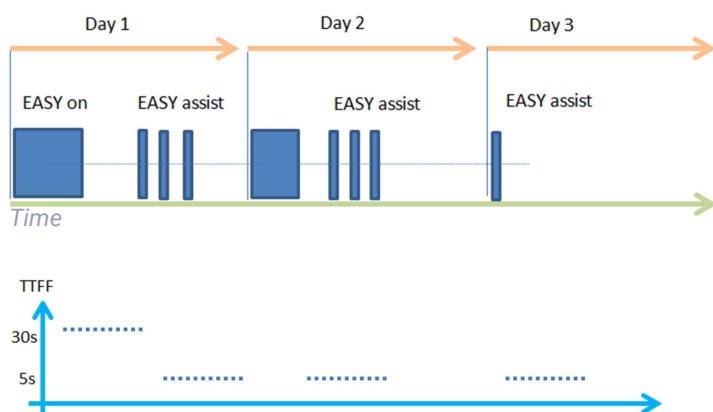 Day 1
Day 2
Day 3
EASY on
EASY assist
EASY assist
EASY assist
Time
TTFF
30s
5s